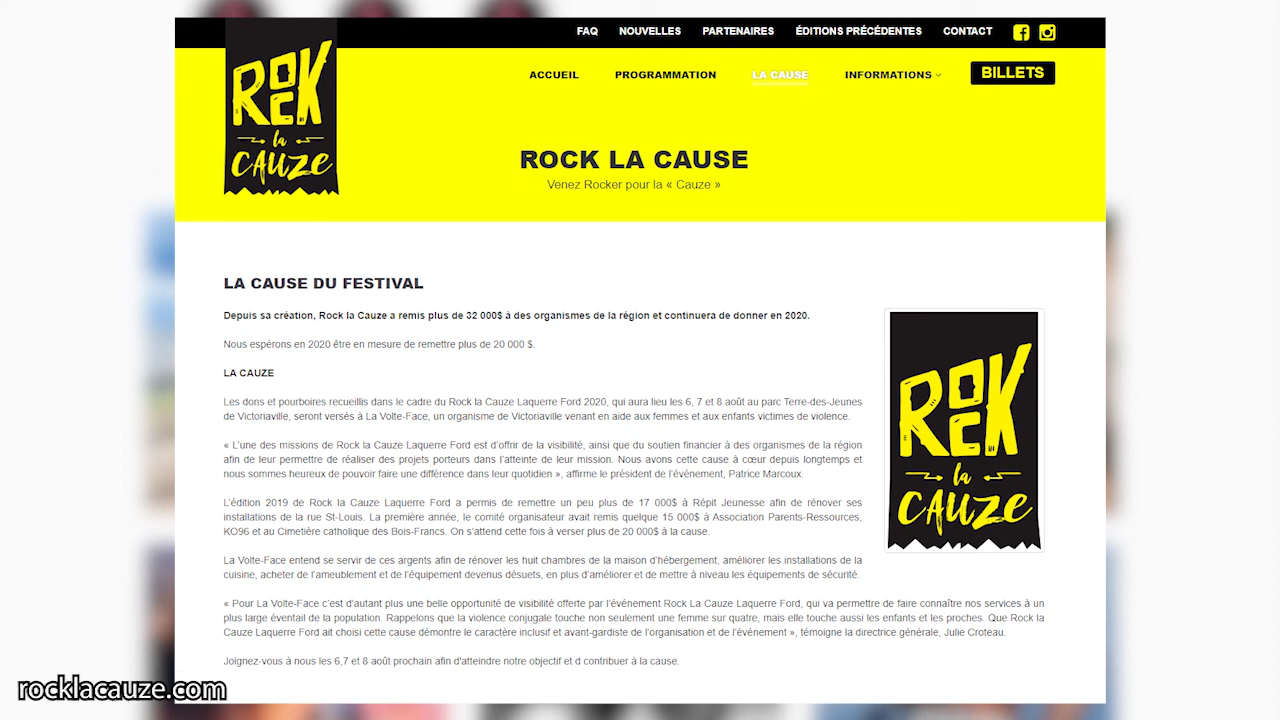 FAQ NOUVELLES PARTENAIRES ÉDITIONS PRÉCÉDENTES CONTACT
ROCK
la
CAUZE
ACCUEIL PROGRAMMATION LA CAUSE INFORMATIONS BILLETS
ROCK LA CAUSE
Venez Rocker pour la « Cauze »
LA CAUSE DU FESTIVAL
Depuis sa création, Rock la Cauze a remis plus de 32 000$ à des organismes de la région et continuera de donner en 2020.
Nous espérons en 2020 être en mesure de remettre plus de 20 000 $.
LA CAUZE
Les dons et pourboires recueillis dans le cadre du Rock la Cauze Laquerre Ford 2020, qui aura lieu les 6, 7 et 8 août au parc Terre-des-Jeunes
de Victoriaville, seront versés à La Volte-Face, un organisme de Victoriaville venant en aide aux femmes et aux enfants victimes de violence.
« L'une des missions de Rock la Cauze Laquerre Ford est d'offrir de la visibilité, ainsi que du soutien financier à des organismes de la région
afin de leur permettre de réaliser des projets porteurs dans l'atteinte de leur mission. Nous avons cette cause à cœur depuis longtemps et
nous sommes heureux de pouvoir faire une différence dans leur quotidien », affirme le président de l'événement, Patrice Marcoux.
L'édition 2019 de Rock la Cauze Laquerre Ford a permis de remettre un peu plus de 17 000$ à Répit Jeunesse afin de rénover ses
installations de la rue St-Louis. La première année, le comité organisateur avait remis quelque 15 000$ à Association Parents-Ressources,
KO96 et au Cimetière catholique des Bois-Francs. On s'attend cette fois à verser plus de 20 000$ à la cause.
La Volte-Face entend se servir de ces argents afin de rénover les huit chambres de la maison d'hébergement, améliorer les installations de la
cuisine, acheter de l'ameublement et de l'équipement devenus désuets, en plus d'améliorer et de mettre à niveau les équipements de sécurité.
« Pour La Volte-Face c'est d'autant plus une belle opportunité de visibilité offerte par l'événement Rock La Cauze Laquerre Ford, qui va permettre de faire connaître nos services à un
plus large éventail de la population. Rappelons que la violence conjugale touche non seulement une femme sur quatre, mais elle touche aussi les enfants et les proches. Que Rock la
Cauze Laquerre Ford ait choisi cette cause démontre le caractère inclusif et avant-gardiste de l'organisation et de l'événement », témoigne la directrice générale, Julie Croteau.
Joignez-vous à nous les 6,7 et 8 août prochain afin d'atteindre notre objectif et d contribuer à la cause.
ROCK
la
CAUZE
rocklacauze.com